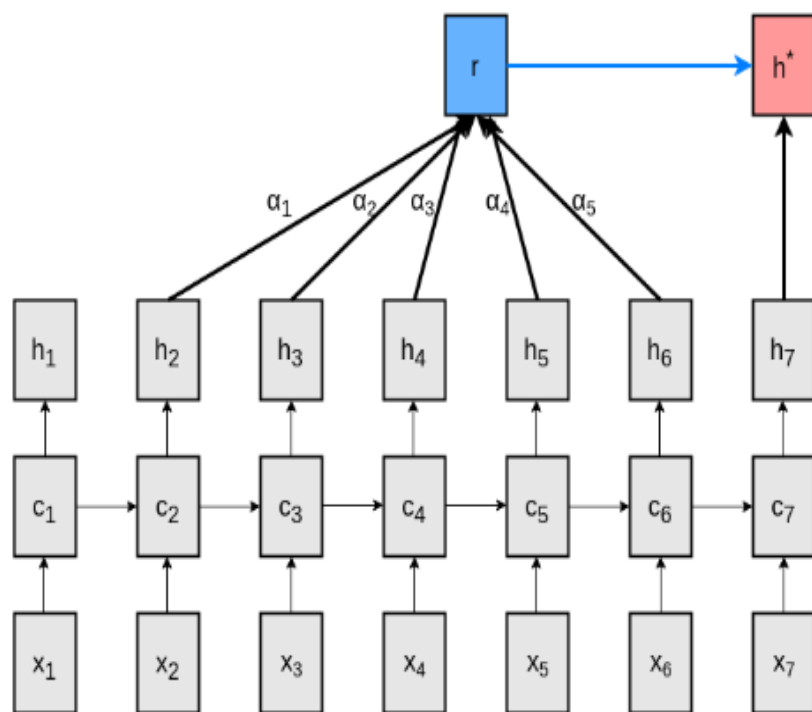 r h*
α₁ α₂ α₃ α₄ α₅
h₁ h₂ h₃ h₄ h₅ h₆ h₇
c₁ c₂ c₃ c₄ c₅ c₆ c₇
x₁ x₂ x₃ x₄ x₅ x₆ x₇